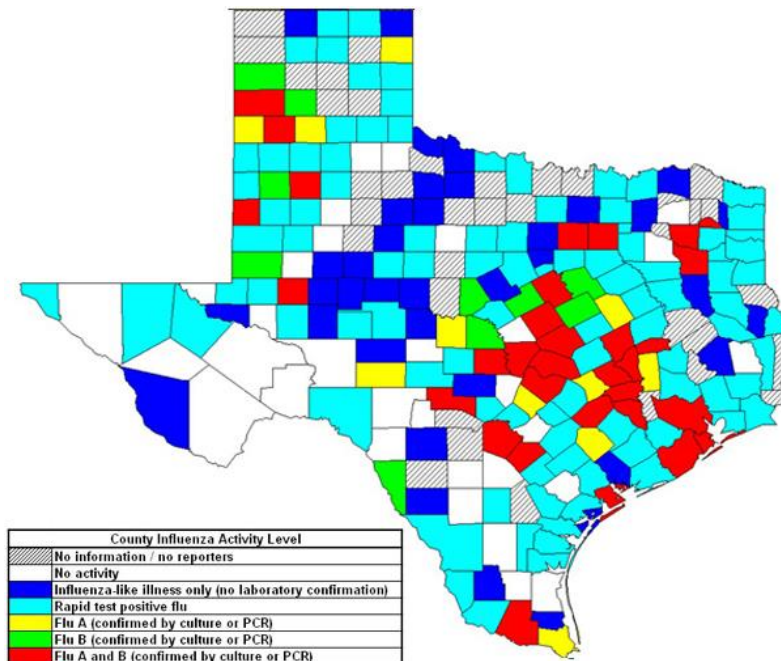 County Influenza Activity Level
No information / no reporters
No activity
Influenza-like illness only (no laboratory confirmation)
Rapid test positive flu
Flu A (confirmed by culture or PCR)
Flu B (confirmed by culture or PCR)
Flu A and B (confirmed by culture or PCR)